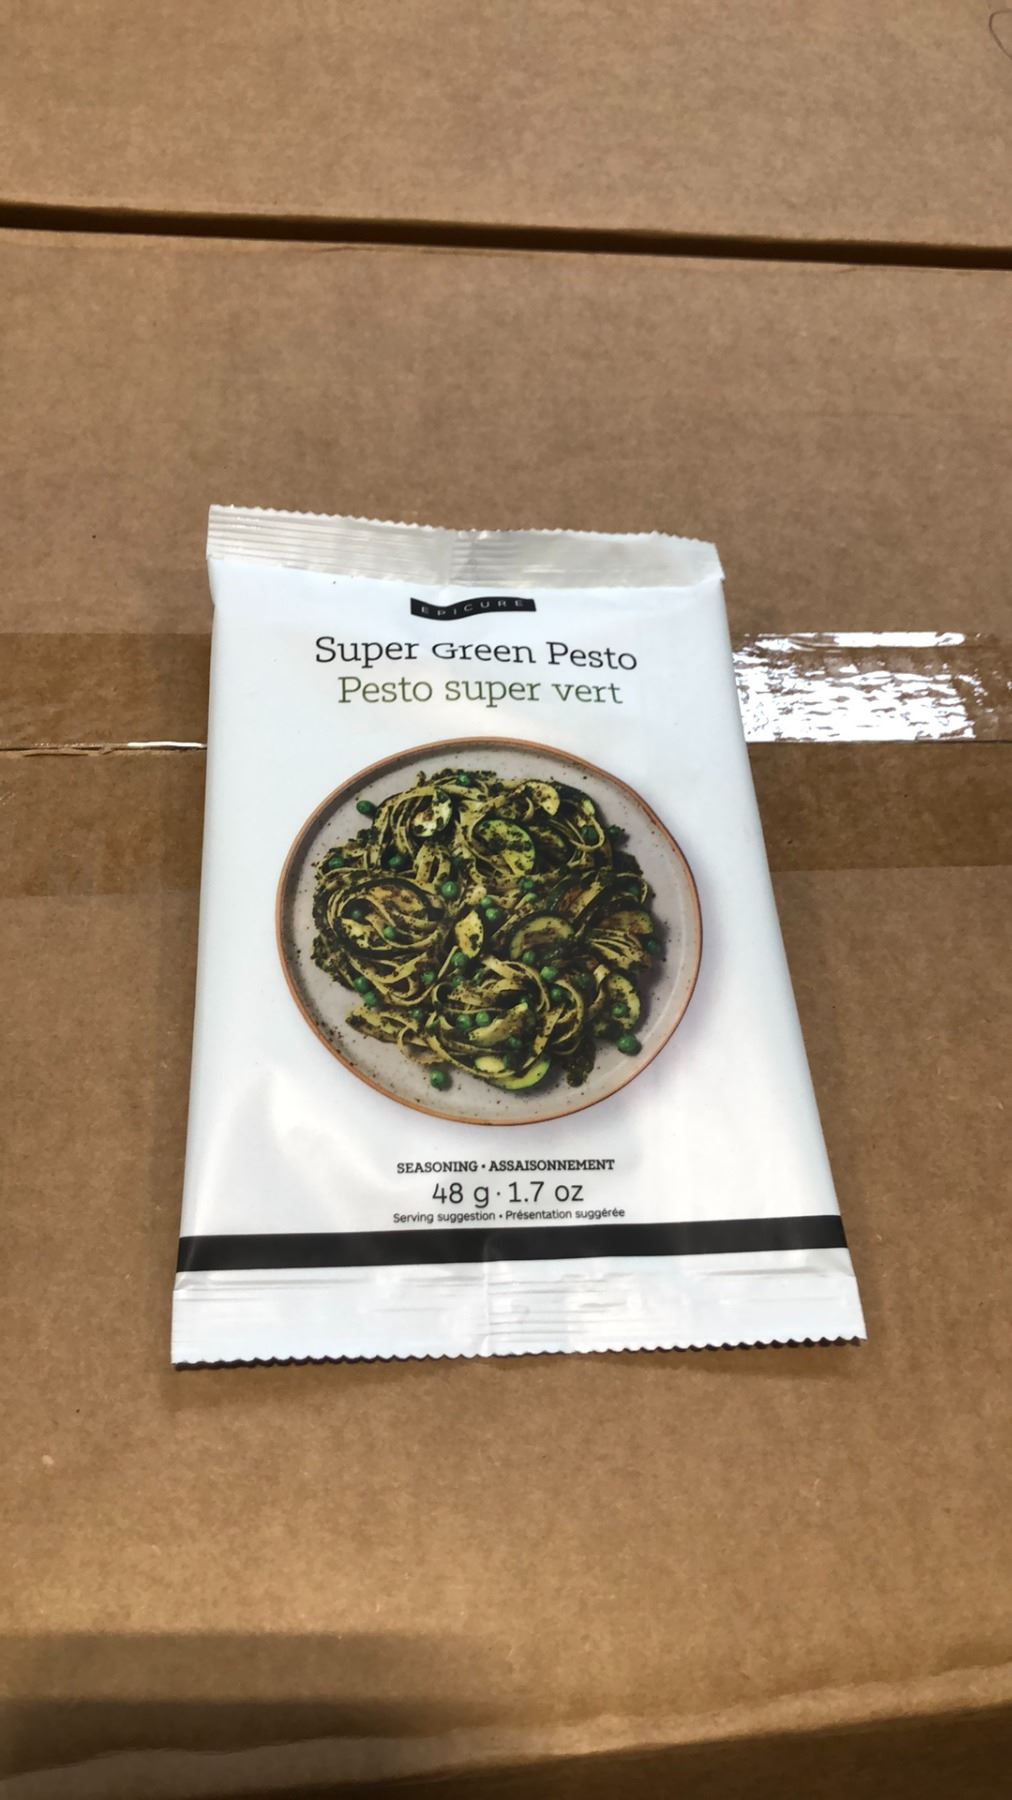 EPICURE
Super Green Pesto
Pesto super vert
SEASONING • ASSAISONNEMENT
48 g · 1.7 oz
Serving suggestion • Présentation suggérée